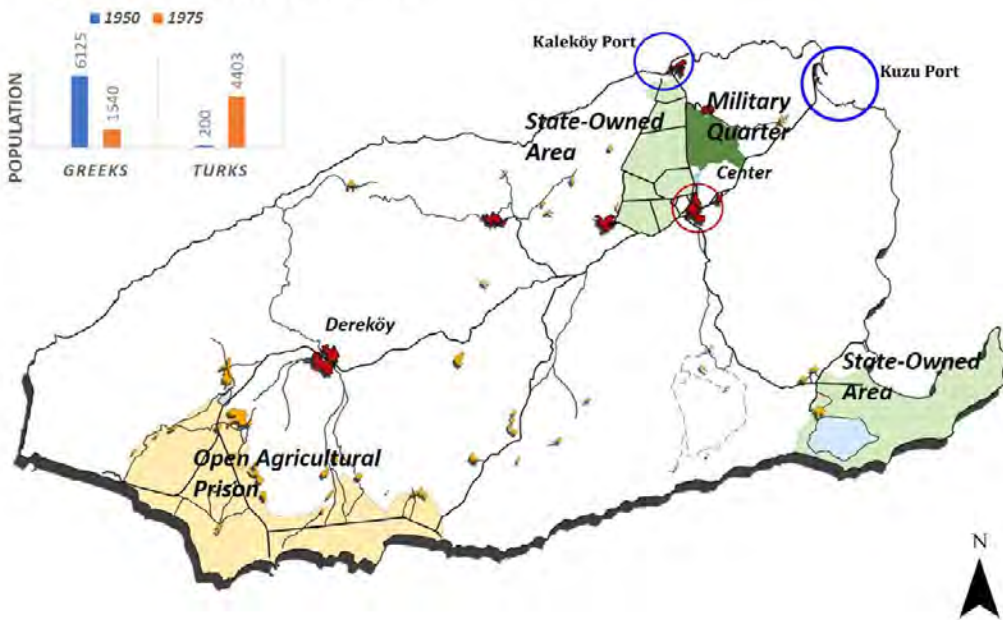 1950 1975
POPULATION
6125
1540
200
4403
GREEKS
TURKS
Kaleköy Port
Kuzu Port
State-Owned
Area
Military
Quarter
Center
Dereköy
State-Owned
Area
Open Agricultural
Prison
N